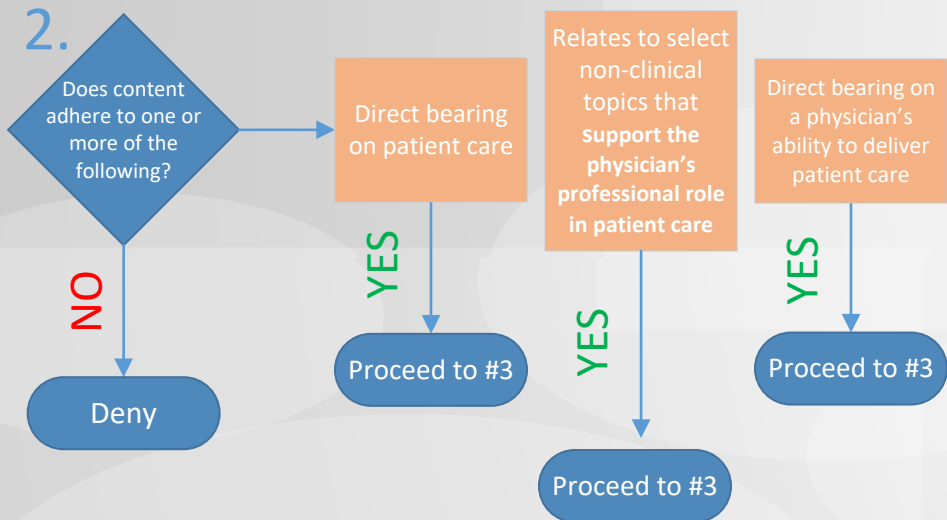 2.
Does content
adhere to one or
more of the
following?
NO
Deny
Direct bearing
on patient care
YES
Proceed to #3
Relates to select
non-clinical
topics that
support the
physician's
professional role
in patient care
YES
Proceed to #3
Direct bearing on
a physician's
ability to deliver
patient care
YES
Proceed to #3